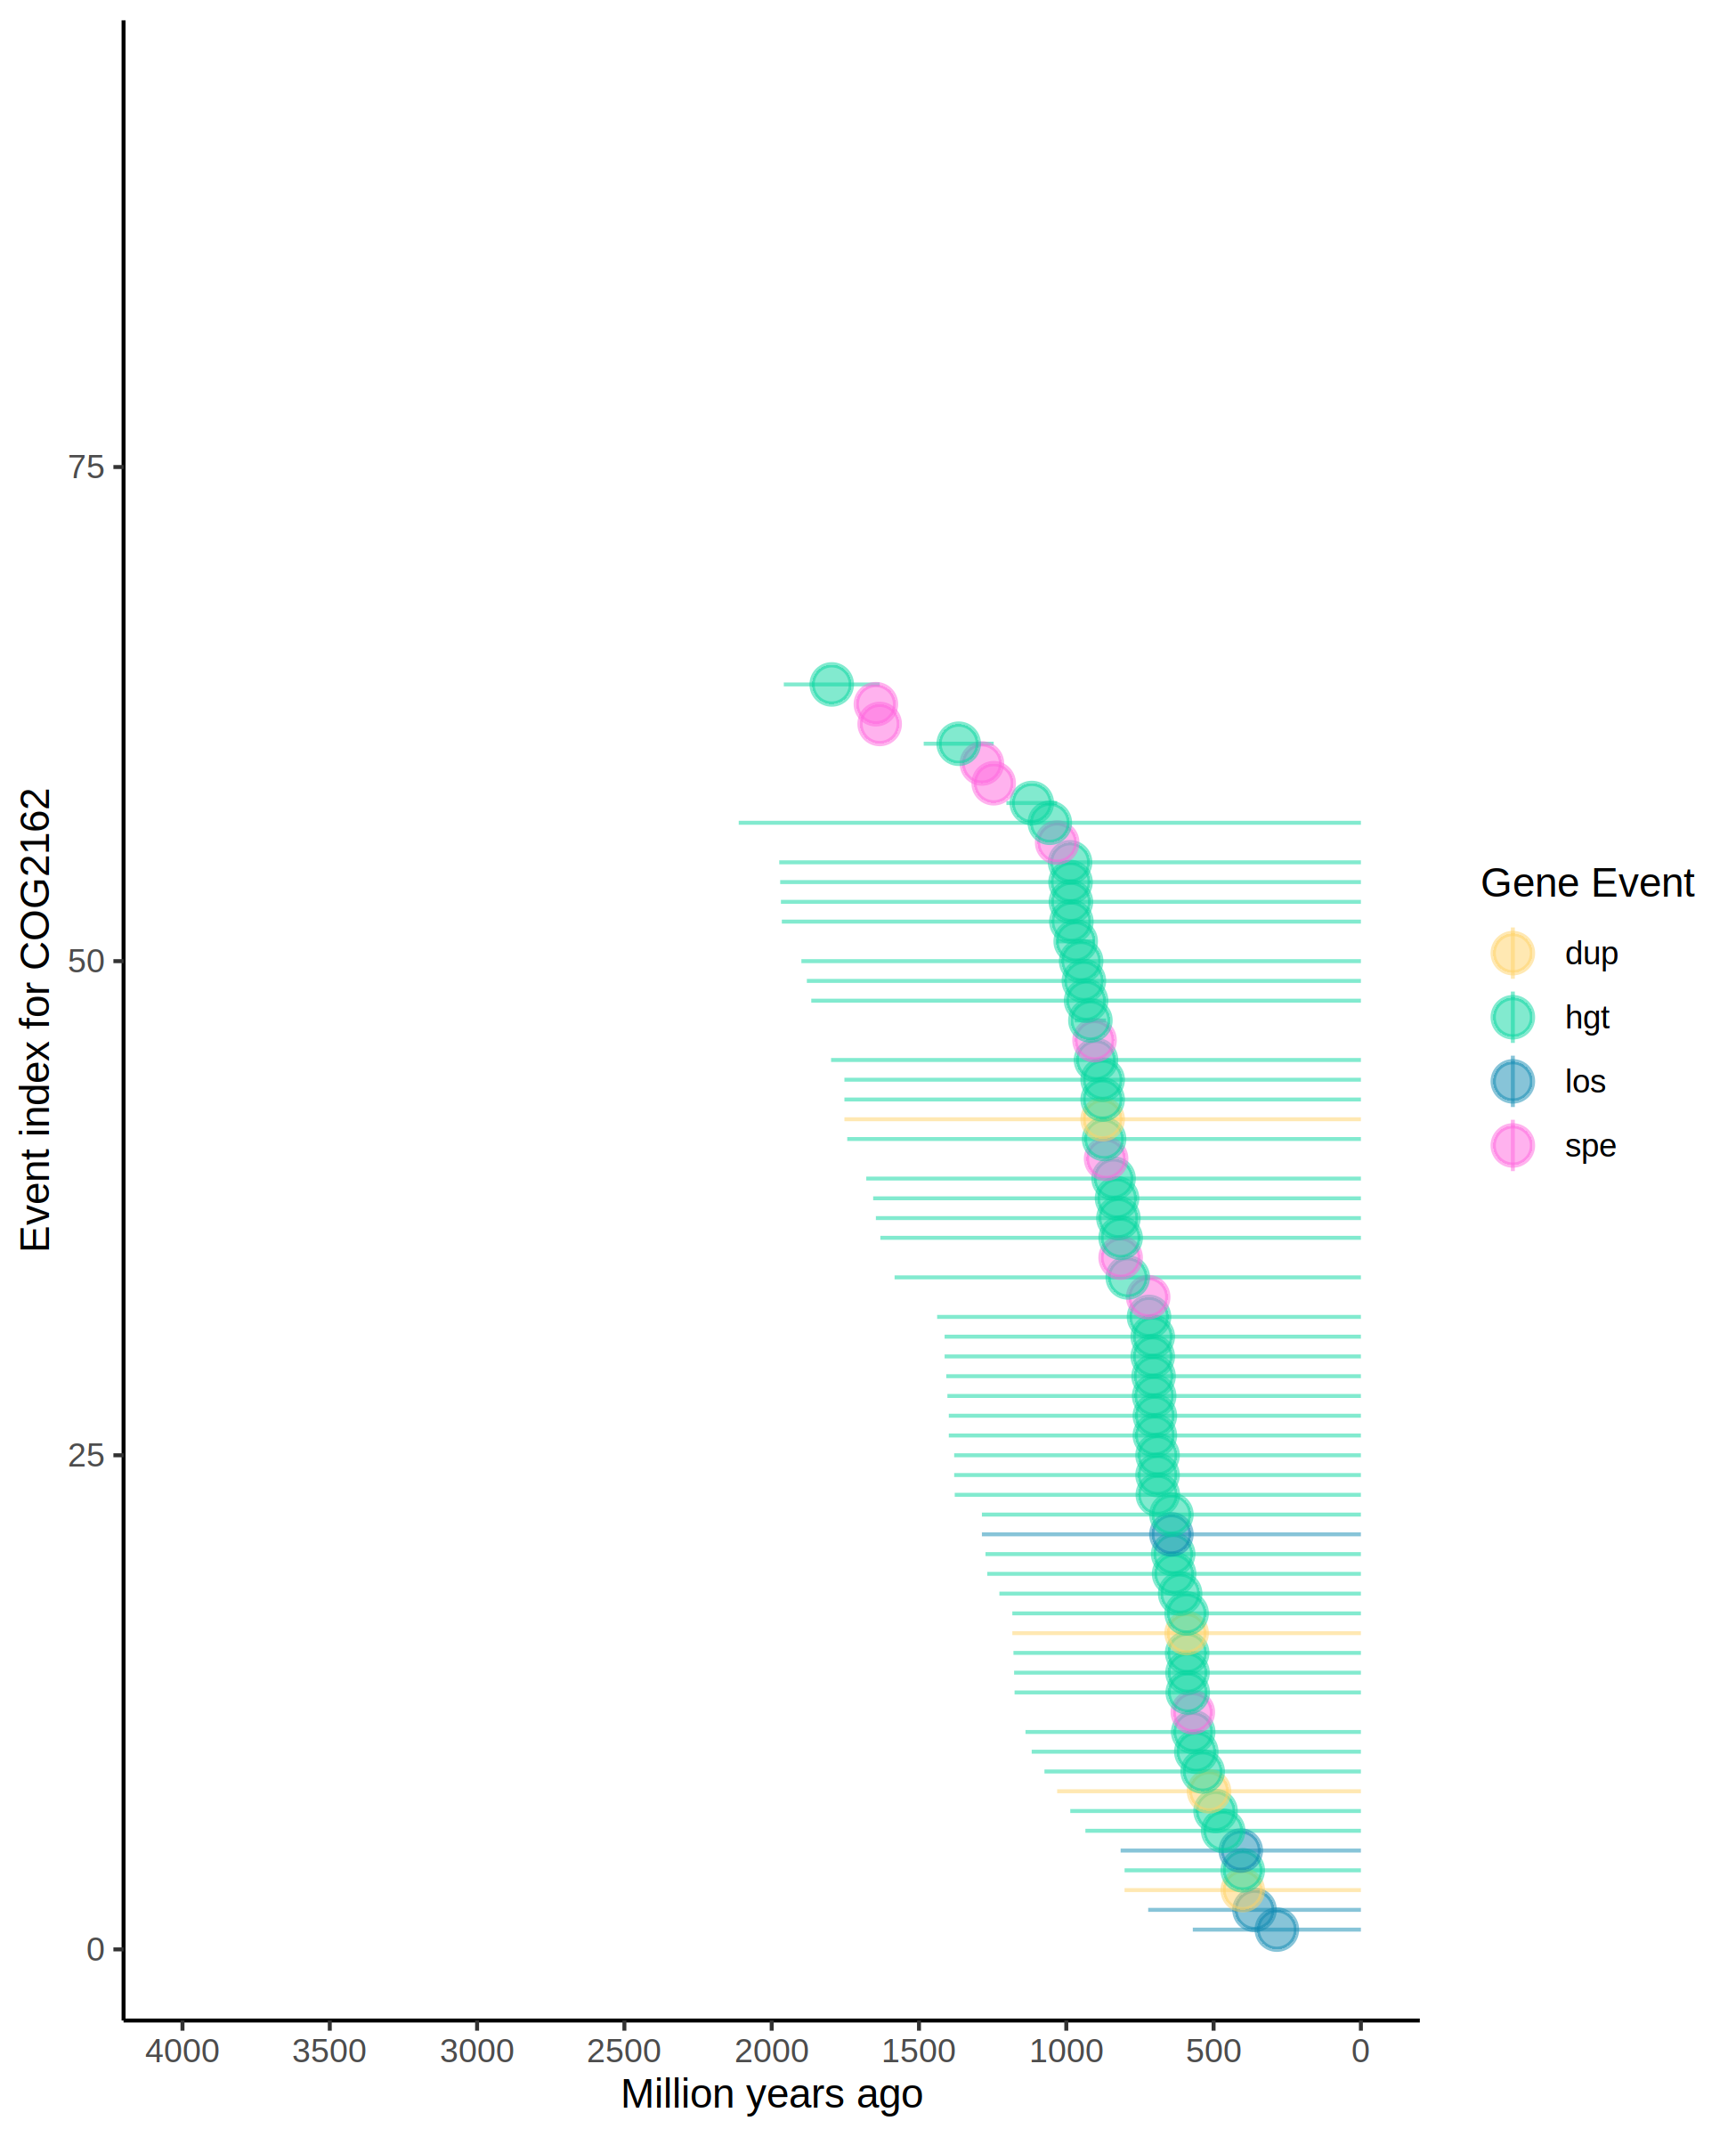 Event index for COG2162
75
50
25
0
4000 3500 3000 2500 2000 1500 1000 500 0
Million years ago
Gene Event
dup
hgt
los
spe